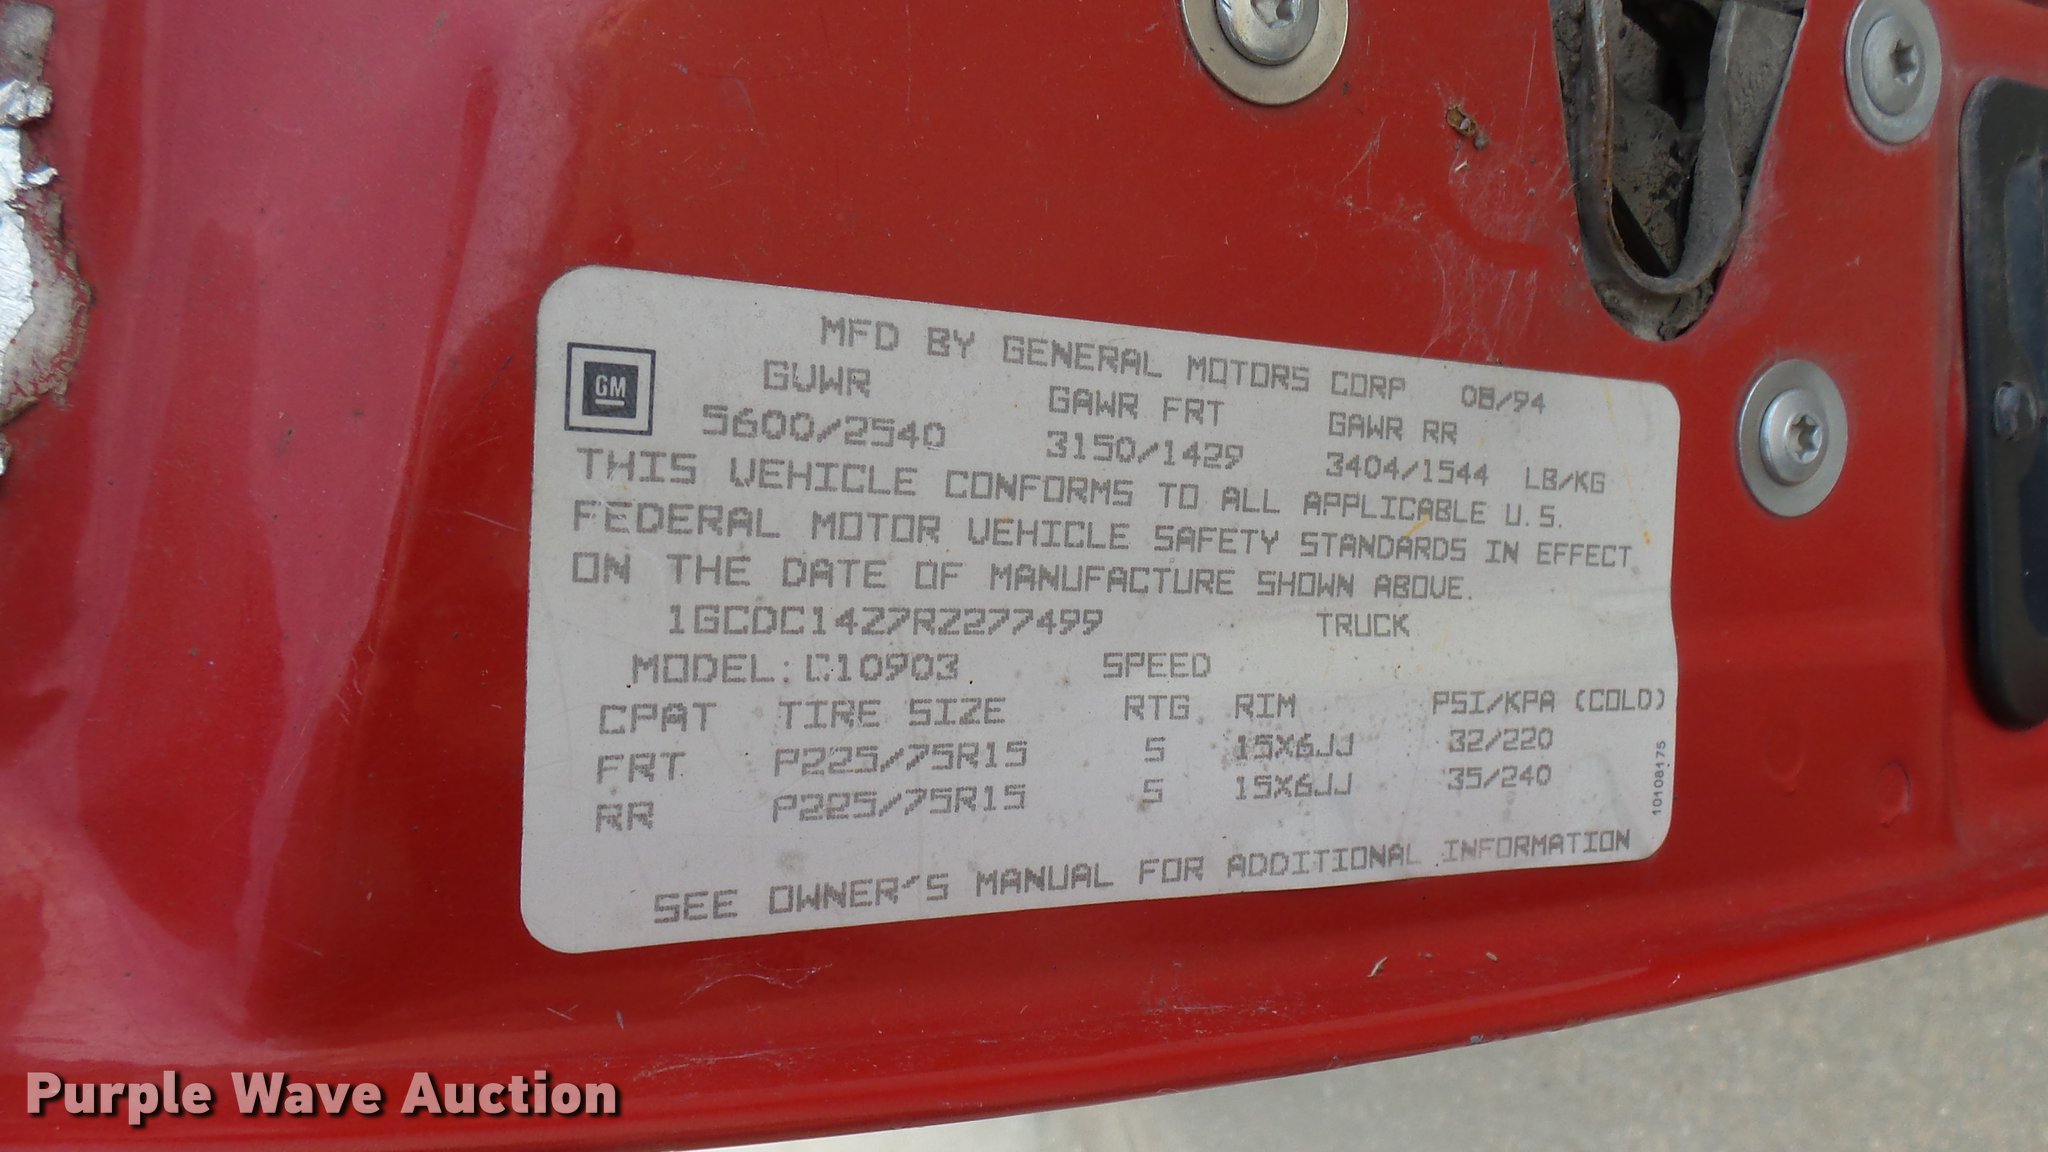 MFD BY GENERAL MOTORS CORP 08/94
GM
GVWR GAWR FRT GAWR RR
5600/2540 3150/1429 3404/1544 LB/KG
THIS VEHICLE CONFORMS TO ALL APPLICABLE U.S.
FEDERAL MOTOR VEHICLE SAFETY STANDARDS IN EFFECT
ON THE DATE OF MANUFACTURE SHOWN ABOVE.
1GCDC14Z7RZ277499 TRUCK
MODEL: C10903 SPEED
CPAT TIRE SIZE RTG RIM PSI/KPA (COLD)
FRT P225/75R15 S 15X6JJ 32/220
RR P225/75R15 S 15X6JJ 35/240
SEE OWNER'S MANUAL FOR ADDITIONAL INFORMATION
10108175
Purple Wave Auction